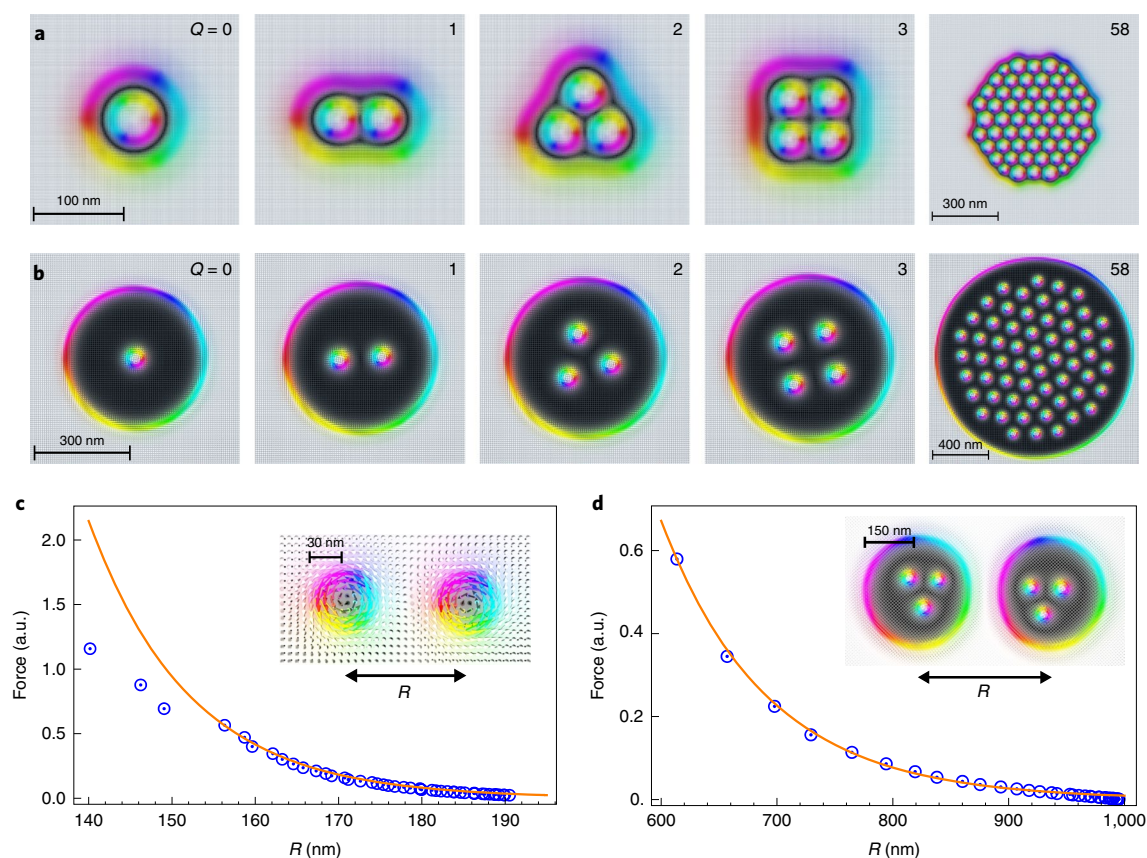 a
Q = 0
1
2
3
58
100 nm
300 nm
b
Q = 0
1
2
3
58
300 nm
400 nm
c
2.0
1.5
1.0
0.5
0.0
Force (a.u.)
30 nm
R
140
150
160
170
180
190
R (nm)
d
0.6
0.4
0.2
0.
Force (a.u.)
150 nm
R
600
700
800
900
1,000
R (nm)